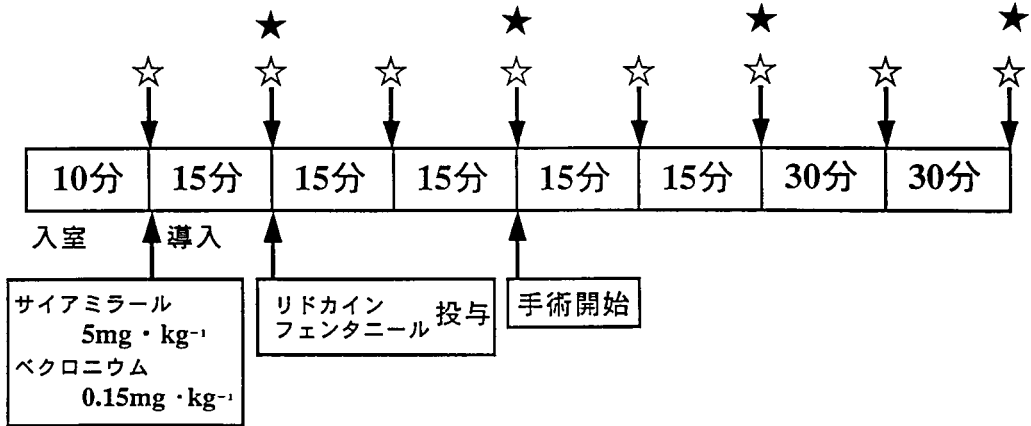 ★ ★ ★ ★
☆ ☆ ☆ ☆ ☆ ☆ ☆ ☆
10分 15分 15分 15分 15分 15分 30分 30分
入室 導入
サイアミラール
5mg・kg⁻¹
ベクロニウム
0.15mg・kg⁻¹
リドカイン
フェンタニール 投与
手術開始